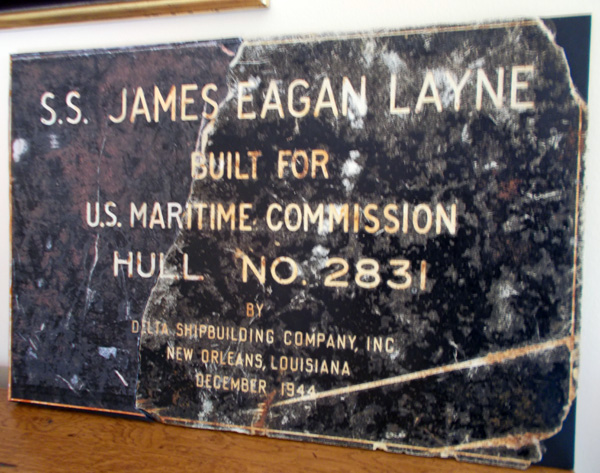 S.S. JAMES EAGAN LAYNE
BUILT FOR
U.S. MARITIME COMMISSION
HULL NO. 2831
BY
DELTA SHIPBUILDING COMPANY, INC.
NEW ORLEANS, LOUISIANA
DECEMBER 1944